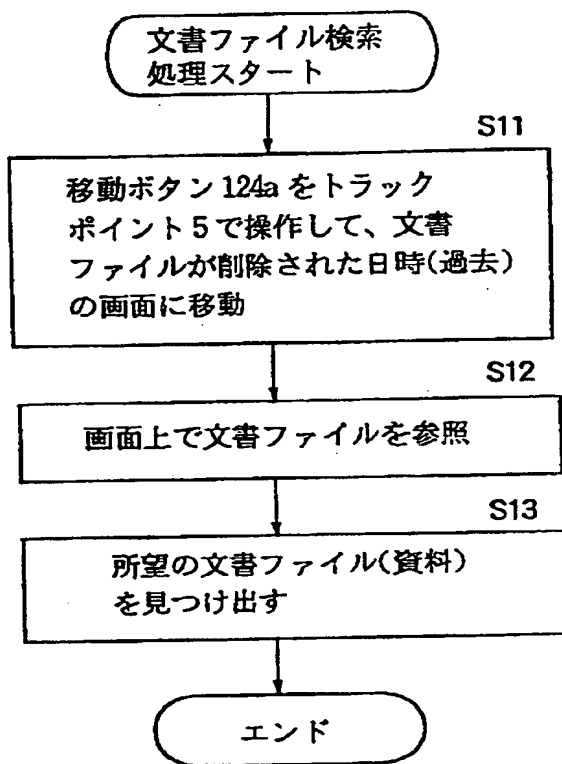 文書ファイル検索
処理スタート
S11
移動ボタン124aをトラック
ポイント5で操作して、文書
ファイルが削除された日時(過去)
の画面に移動
S12
画面上で文書ファイルを参照
S13
所望の文書ファイル(資料)
を見つけ出す
エンド